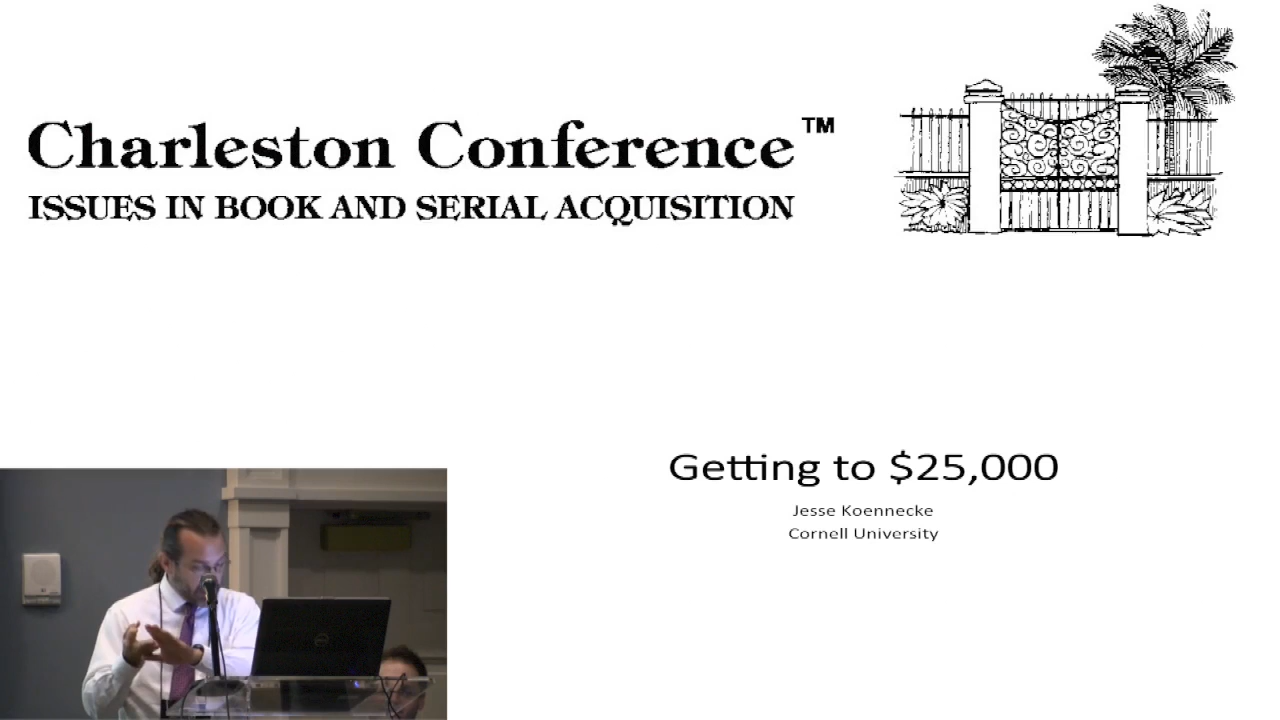 Charleston Conference™
ISSUES IN BOOK AND SERIAL ACQUISITION
Getting to $25,000
Jesse Koennecke
Cornell University